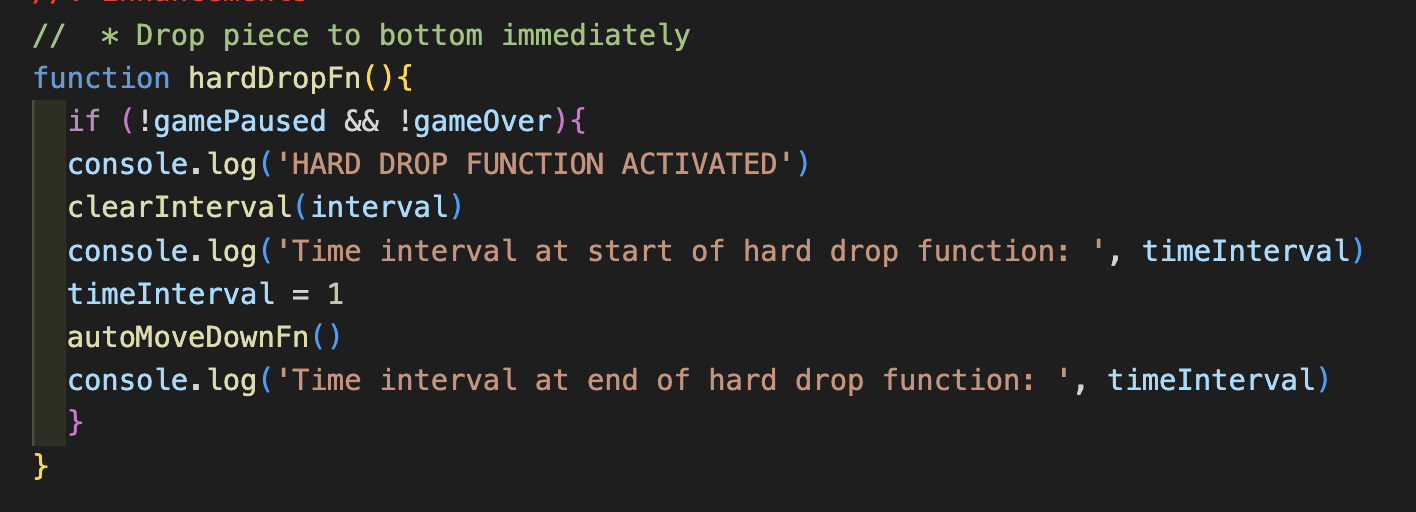 // * Drop piece to bottom immediately
function hardDropFn(){
if (!gamePaused && !gameOver){
console.log('HARD DROP FUNCTION ACTIVATED')
clearInterval(interval)
console.log('Time interval at start of hard drop function: ', timeInterval)
timeInterval = 1
autoMoveDownFn()
console.log('Time interval at end of hard drop function: ', timeInterval)
}
}